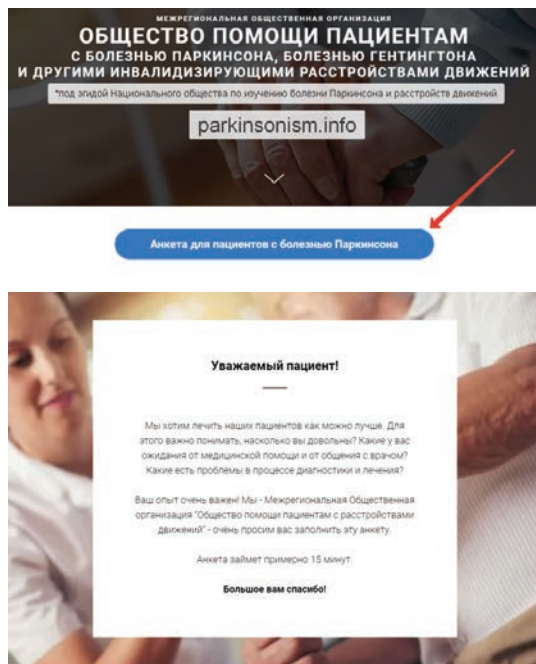 МЕЖРЕГИОНАЛЬНАЯ ОБЩЕСТВЕННАЯ ОРГАНИЗАЦИЯ
ОБЩЕСТВО ПОМОЩИ ПАЦИЕНТАМ
С БОЛЕЗНЬЮ ПАРКИНСОНА, БОЛЕЗНЬЮ ГЕНТИНГТОНА
И ДРУГИМИ ИНВАЛИДИЗИРУЮЩИМИ РАССТРОЙСТВАМИ ДВИЖЕНИЙ
*под эгидой Национального общества по изучению болезни Паркинсона и расстройств движений
parkinsonism.info
Анкета для пациентов с болезнью Паркинсона
Уважаемый пациент!
Мы хотим лечить наших пациентов как можно лучше. Для
этого важно понимать, насколько вы довольны? Какие у вас
ожидания от медицинской помощи и от общения с врачом?
Какие есть проблемы в процессе диагностики и лечения?
Ваш опыт очень важен! Мы - Межрегиональная Общественная
организация "Общество помощи пациентам с расстройствами
движений" - очень просим вас заполнить эту анкету.
Анкета займет примерно 15 минут.
Большое вам спасибо!